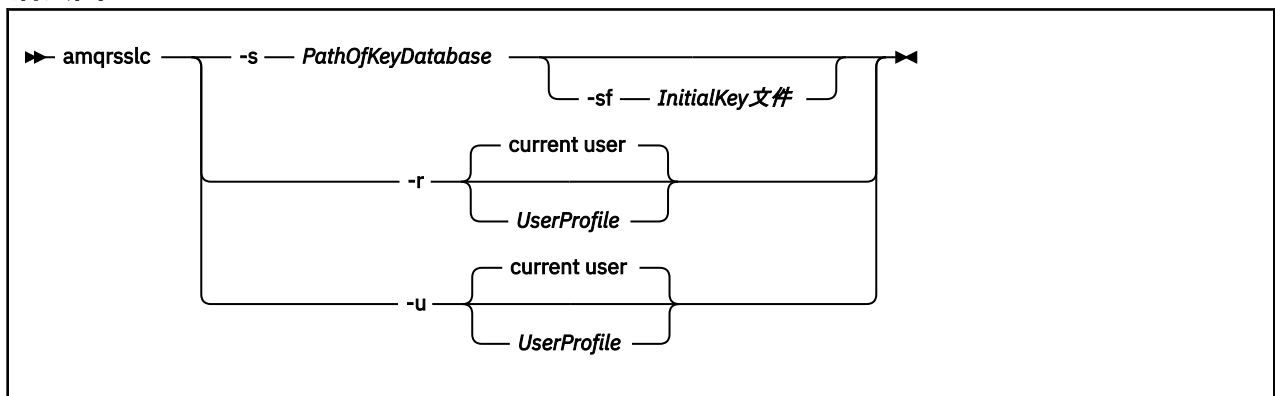 amqrsslc -s PathOfKeyDatabase
-sf InitialKey文件
current user
-r
UserProfile
current user
-u
UserProfile